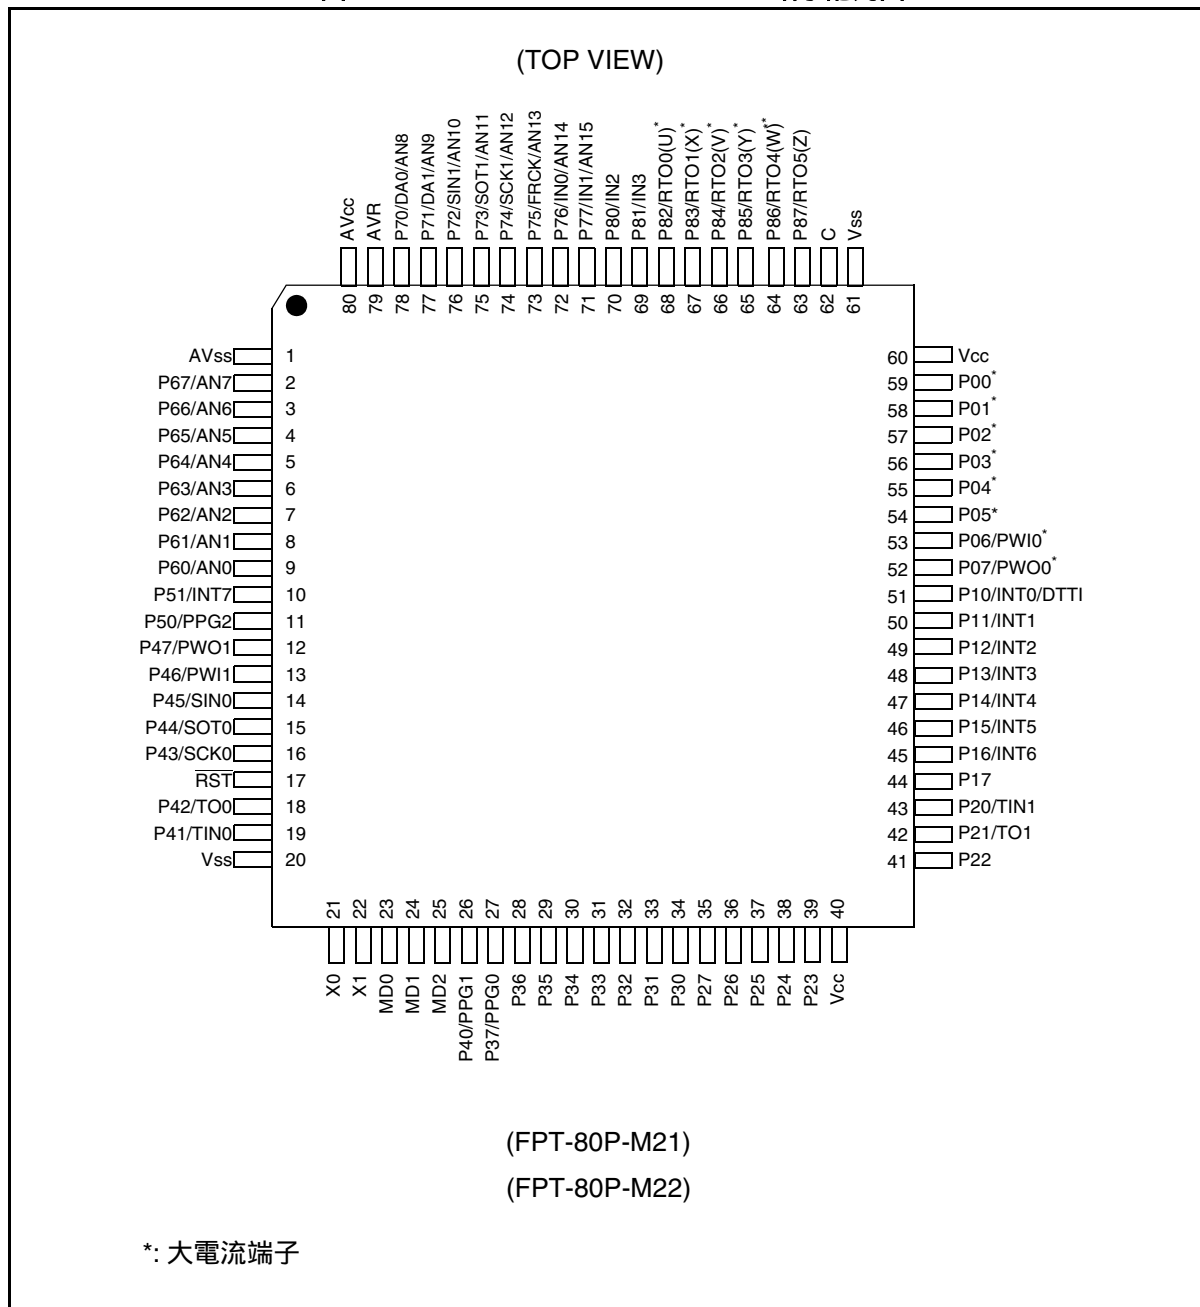 (TOP VIEW)
AVcc
AVR
P70/DA0/AN8
P71/DA1/AN9
P72/SIN1/AN10
P73/SOT1/AN11
P74/SCK1/AN12
P75/FRCK/AN13
P76/IN0/AN14
P77/IN1/AN15
P80/IN2
P81/IN3
P82/RTO0(U)*
P83/RTO1(X)*
P84/RTO2(V)*
P85/RTO3(Y)*
P86/RTO4(W)*
P87/RTO5(Z)*
C
Vss
80
79
78
77
76
75
74
73
72
71
70
69
68
67
66
65
64
63
62
61
AVss 1
P67/AN7 2
P66/AN6 3
P65/AN5 4
P64/AN4 5
P63/AN3 6
P62/AN2 7
P61/AN1 8
P60/AN0 9
P51/INT7 10
P50/PPG2 11
P47/PWO1 12
P46/PWI1 13
P45/SIN0 14
P44/SOT0 15
P43/SCK0 16
RST 17
P42/TO0 18
P41/TIN0 19
Vss 20
60 Vcc
59 P00*
58 P01*
57 P02*
56 P03*
55 P04*
54 P05*
53 P06/PWI0*
52 P07/PWO0*
51 P10/INT0/DTTI
50 P11/INT1
49 P12/INT2
48 P13/INT3
47 P14/INT4
46 P15/INT5
45 P16/INT6
44 P17
43 P20/TIN1
42 P21/TO1
41 P22
21
22
23
24
25
26
27
28
29
30
31
32
33
34
35
36
37
38
39
40
X0
X1
MD0
MD1
MD2
P40/PPG1
P37/PPG0
P36
P35
P34
P33
P32
P31
P30
P27
P26
P25
P24
P23
Vcc
(FPT-80P-M21)
(FPT-80P-M22)
*: 大電流端子